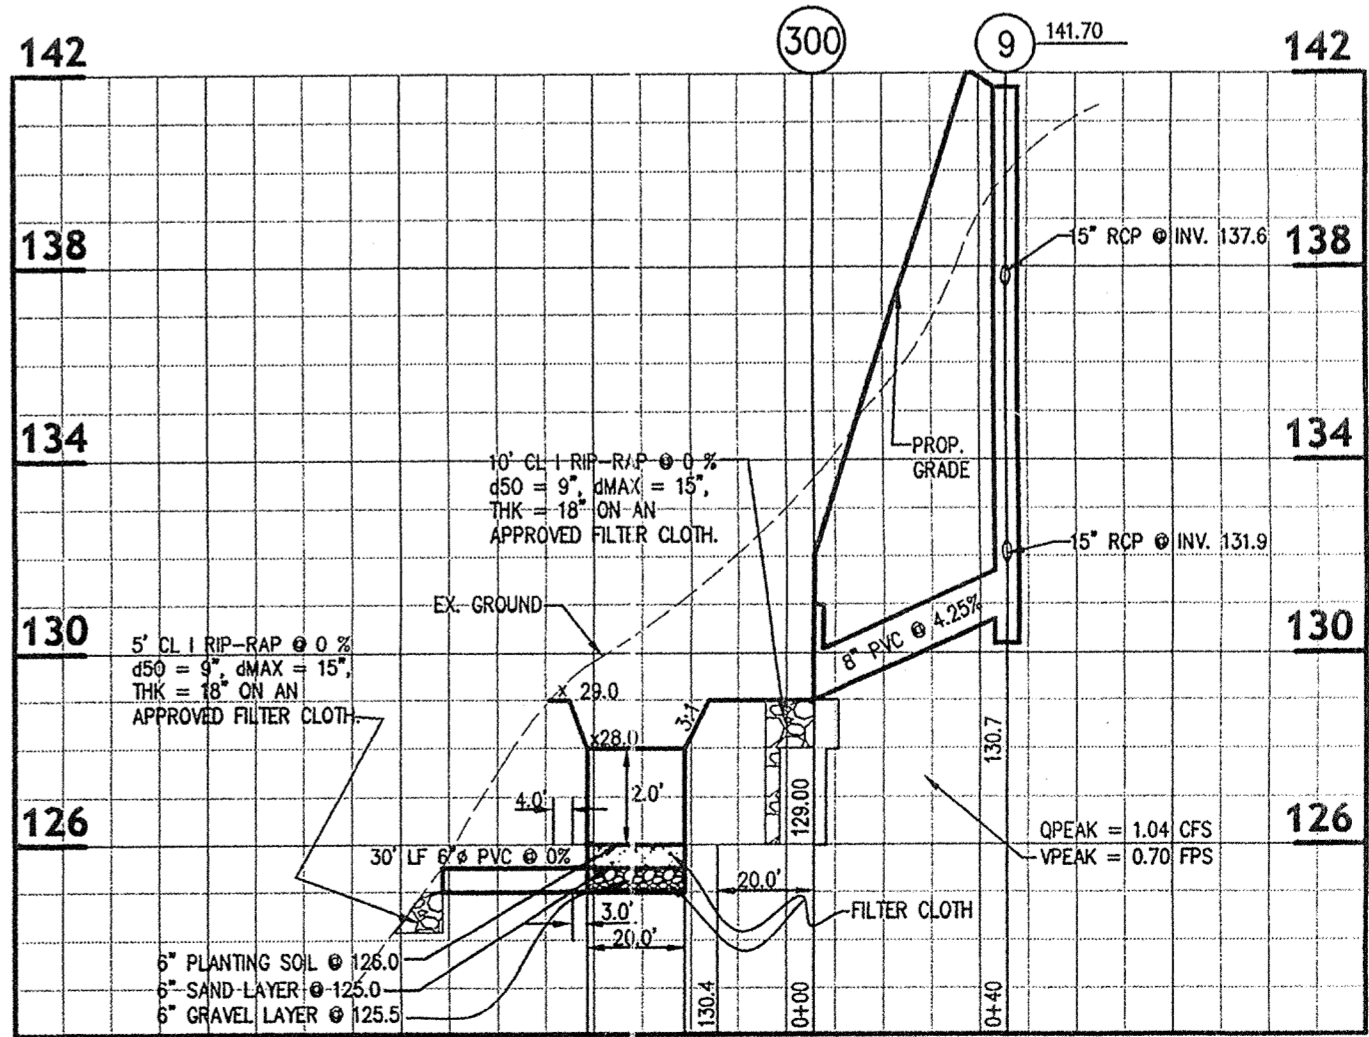 300
9
141.70
142
142
15" RCP @ INV. 137.6
138
138
134
134
PROP.
GRADE
10' CL I RIP-RAP @ 0 %
d50 = 9", dMAX = 15",
THK = 18" ON AN
APPROVED FILTER CLOTH.
15" RCP @ INV. 131.9
EX. GROUND
8" PVC @ 4.25%
130
130
5' CL I RIP-RAP @ 0 %
d50 = 9", dMAX = 15",
THK = 18" ON AN
APPROVED FILTER CLOTH.
x 29.0
3:1
x28.0
130.7
4.0'
2.0'
129.00
126
126
QPEAK = 1.04 CFS
VPEAK = 0.70 FPS
30' LF 6"ø PVC @ 0%
20.0'
3.0'
FILTER CLOTH
20.0'
6" PLANTING SOIL @ 126.0
6" SAND LAYER @ 125.0
6" GRAVEL LAYER @ 125.5
130.4
0+00
0+40